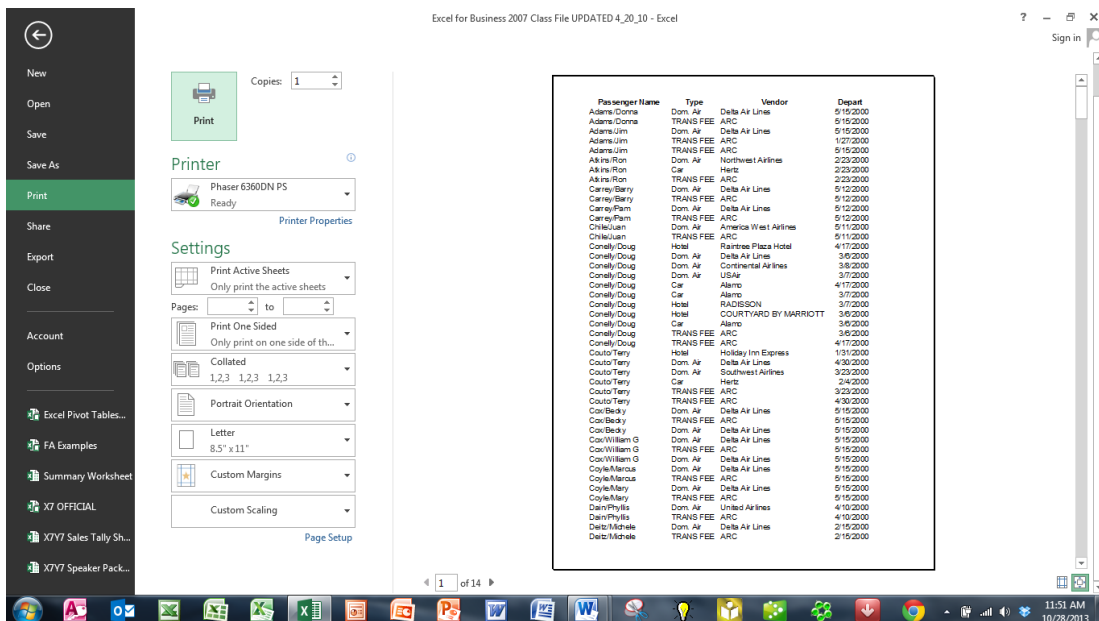 Excel for Business 2007 Class File UPDATED 4_20_10 - Excel
?
Sign in
New
Open
Save
Save As
Print
Share
Export
Close
Account
Options
Excel Pivot Tables...
FA Examples
Summary Worksheet
X7 OFFICIAL
X7Y7 Sales Tally Sh...
X7Y7 Speaker Pack...
Print
Copies: 1
Printer
Phaser 6360DN PS
Ready
Printer Properties
Settings
Print Active Sheets
Only print the active sheets
Pages: to
Print One Sided
Only print on one side of th...
Collated
1,2,3 1,2,3 1,2,3
Portrait Orientation
Letter
8.5" x 11"
Custom Margins
Custom Scaling
Page Setup
Passenger Name Type Vendor Depart
Adams/Donna Dom. Air Delta Air Lines 5/15/2000
Adams/Donna TRANS FEE ARC 5/15/2000
Adams/Jim Dom. Air Delta Air Lines 5/15/2000
Adams/Jim TRANS FEE ARC 1/27/2000
Adams/Jim TRANS FEE ARC 5/15/2000
Atkins/Ron Dom. Air Northwest Airlines 2/23/2000
Atkins/Ron Car Hertz 2/23/2000
Atkins/Ron TRANS FEE ARC 2/23/2000
Carrey/Barry Dom. Air Delta Air Lines 5/12/2000
Carrey/Barry TRANS FEE ARC 5/12/2000
Carrey/Pam Dom. Air Delta Air Lines 5/12/2000
Carrey/Pam TRANS FEE ARC 5/12/2000
Chile/Juan Dom. Air America West Airlines 5/11/2000
Chile/Juan TRANS FEE ARC 5/11/2000
Conelly/Doug Hotel Raintree Plaza Hotel 4/17/2000
Conelly/Doug Dom. Air Delta Air Lines 3/6/2000
Conelly/Doug Dom. Air Continental Airlines 3/8/2000
Conelly/Doug Dom. Air USAir 3/7/2000
Conelly/Doug Car Alamo 4/17/2000
Conelly/Doug Car Alamo 3/7/2000
Conelly/Doug Hotel RADISSON 3/7/2000
Conelly/Doug Hotel COURTYARD BY MARRIOTT 3/6/2000
Conelly/Doug Car Alamo 3/6/2000
Conelly/Doug TRANS FEE ARC 3/6/2000
Conelly/Doug TRANS FEE ARC 4/17/2000
Couto/Terry Hotel Holiday Inn Express 1/31/2000
Couto/Terry Dom. Air Delta Air Lines 4/30/2000
Couto/Terry Dom. Air Southwest Airlines 3/23/2000
Couto/Terry Car Hertz 2/4/2000
Couto/Terry TRANS FEE ARC 3/23/2000
Couto/Terry TRANS FEE ARC 4/30/2000
Cox/Becky Dom. Air Delta Air Lines 5/15/2000
Cox/Becky TRANS FEE ARC 5/15/2000
Cox/Becky Dom. Air Delta Air Lines 5/15/2000
Cox/William G Dom. Air Delta Air Lines 5/15/2000
Cox/William G TRANS FEE ARC 5/15/2000
Cox/William G Dom. Air Delta Air Lines 5/15/2000
Coyle/Marcus Dom. Air Delta Air Lines 5/15/2000
Coyle/Marcus TRANS FEE ARC 5/15/2000
Coyle/Mary Dom. Air Delta Air Lines 5/15/2000
Coyle/Mary TRANS FEE ARC 5/15/2000
Dain/Phyllis Dom. Air United Airlines 4/10/2000
Dain/Phyllis TRANS FEE ARC 4/10/2000
Deitz/Michele Dom. Air Delta Air Lines 2/15/2000
Deitz/Michele TRANS FEE ARC 2/15/2000
1 of 14
11:51 AM
10/28/2013